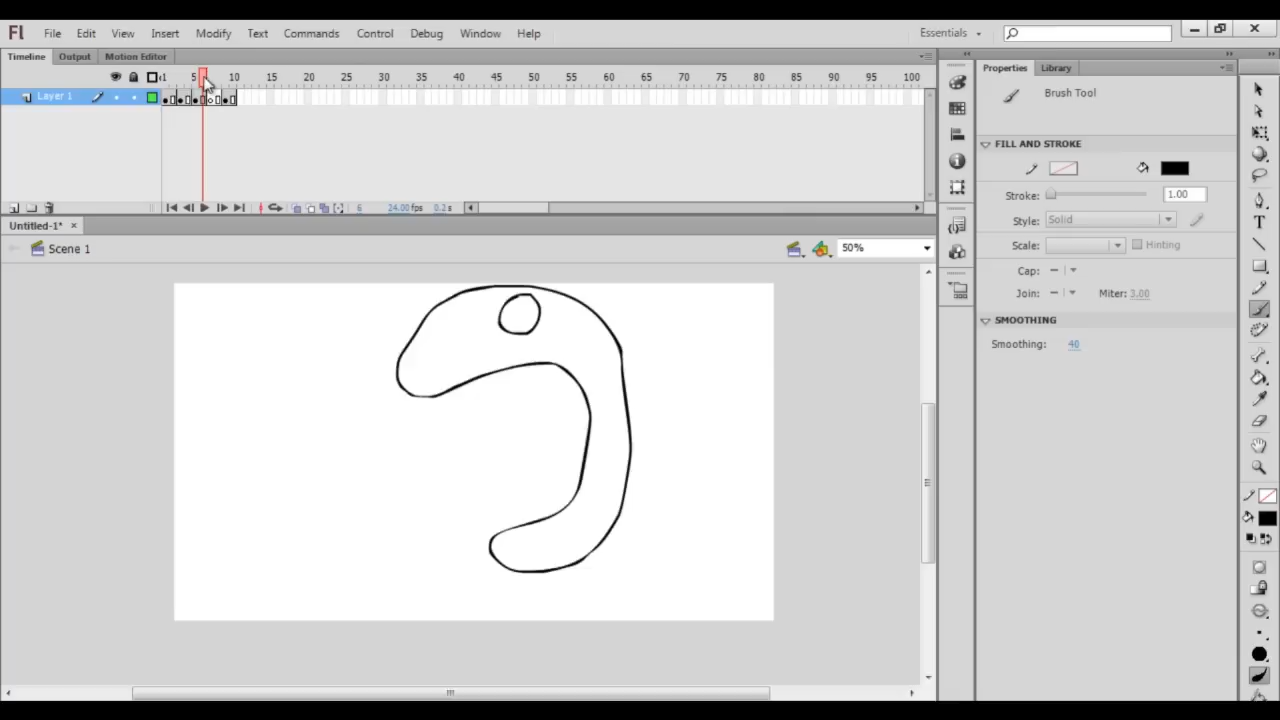 Fl File Edit View Insert Text Commands Control Debug Window Help Essentials
Timeline Output Motion Editor
Properties Library
1 5 10 15 20 25 30 35 40 45 50 55 60 65 70 75 80 85 90 95 100
Layer 1
Brush Tool
FILL AND STROKE
Stroke: 1.00
Style: Solid
Scale: Hinting
Cap:
Join: Miter: 3.00
SMOOTHING
Smoothing: 40
6 24.00 fps 0.2 s
Untitled-1* ×
Scene 1 50%
T